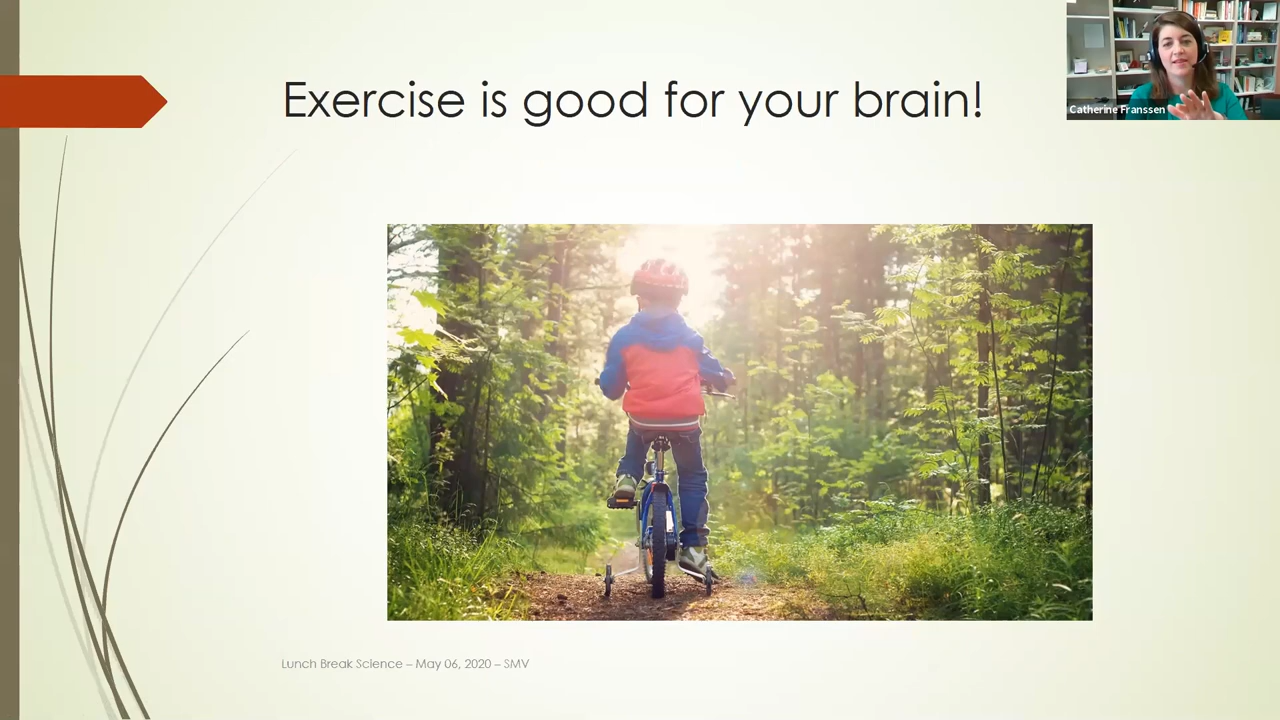 Exercise is good for your brain!
Catherine Franssen
Lunch Break Science – May 06, 2020 – SMV